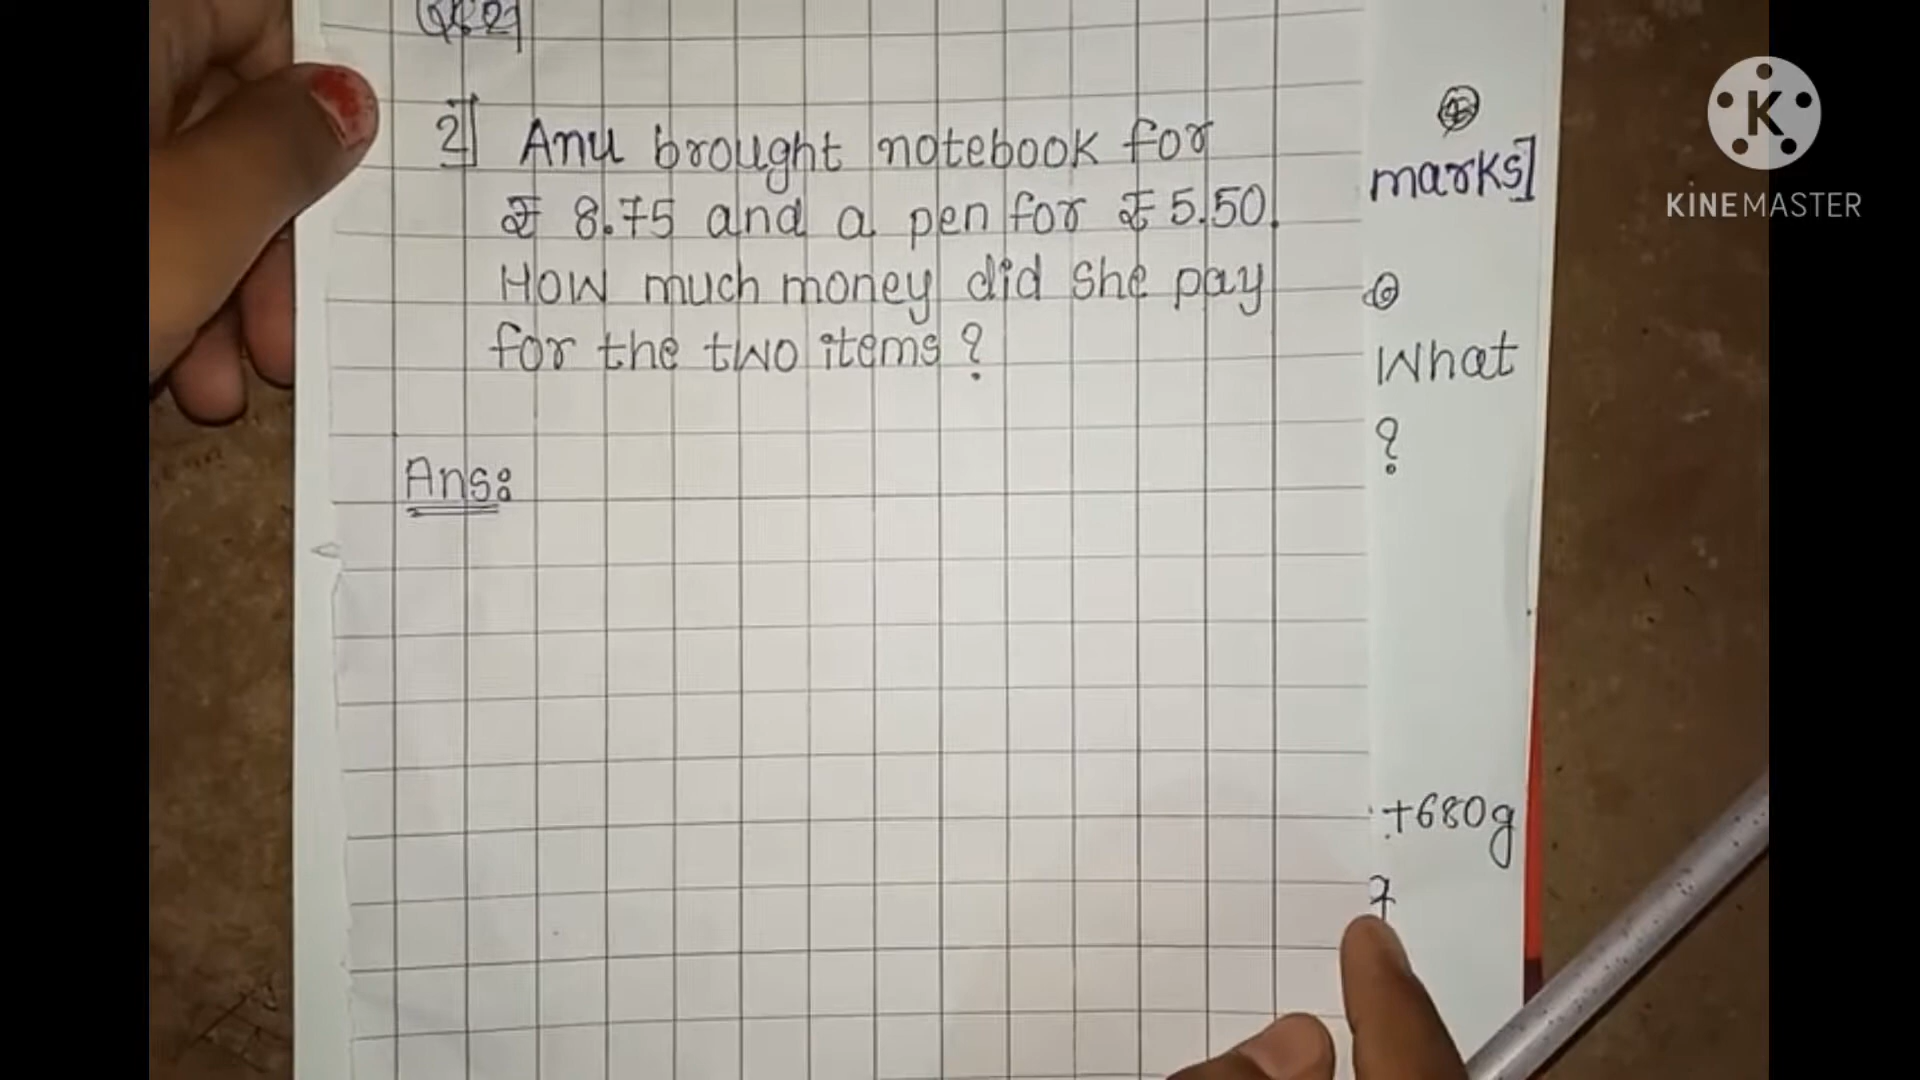 2] Anu brought notebook for
₹ 8.75 and a pen for ₹ 5.50.
How much money did she pay
for the two items ?
Ans:
marks]
What
?
+680g
?
K
KINEMASTER